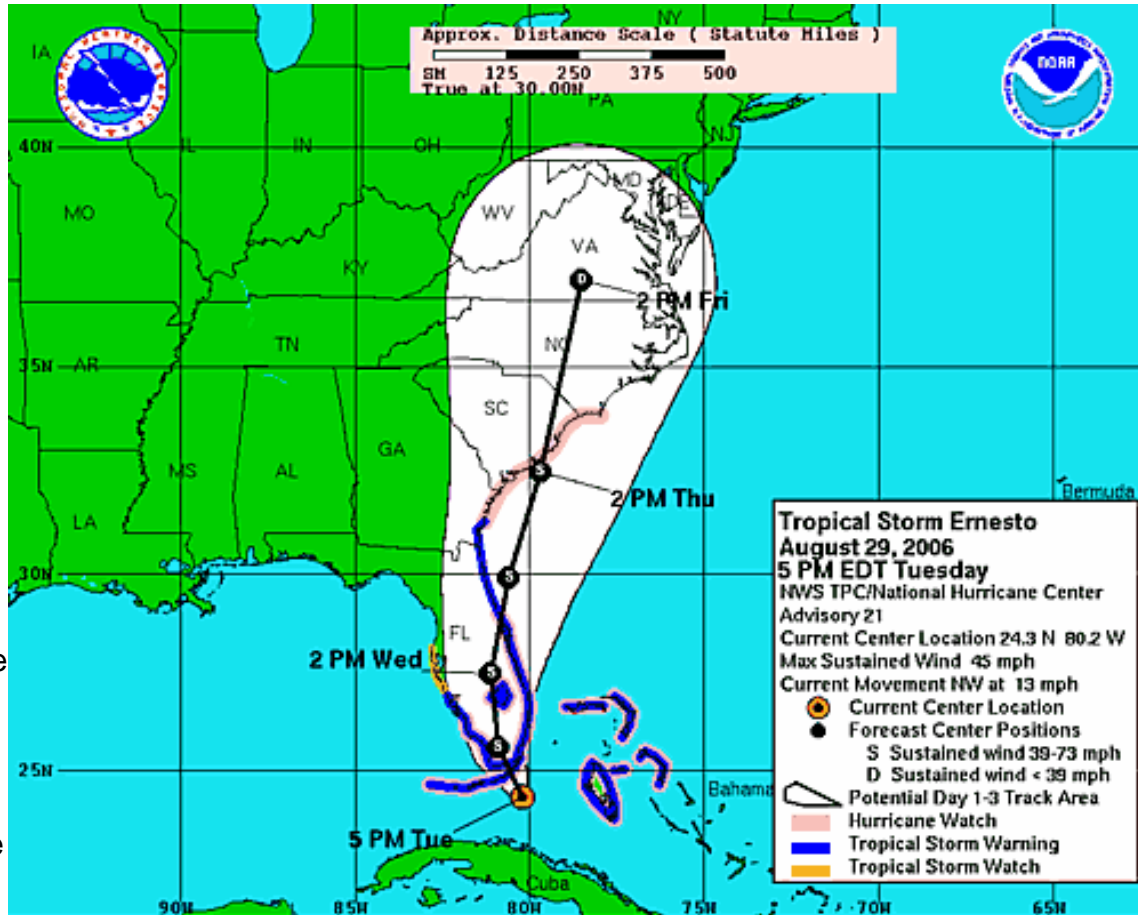 NY
IA
Approx. Distance Scale ( Statute Miles )
SM 125 250 375 500
True at 30.00N
NOAA
PA
NJ
40N
IL
IN
OH
MD
DE
MO
WV
VA
KY
2 PM Fri
TN
NC
AR
35N
SC
GA
MS
AL
2 PM Thu
Bermuda
LA
30N
FL
2 PM Wed
e
25N
Bahama
5 PM Tue
e
Cuba
90W 85W 80W 75W 70W 65W
Tropical Storm Ernesto
August 29, 2006
5 PM EDT Tuesday
NWS TPC/National Hurricane Center
Advisory 21
Current Center Location 24.3 N 80.2 W
Max Sustained Wind 45 mph
Current Movement NW at 13 mph
Current Center Location
Forecast Center Positions
S Sustained wind 39-73 mph
D Sustained wind < 39 mph
Potential Day 1-3 Track Area
Hurricane Watch
Tropical Storm Warning
Tropical Storm Watch
D
S
S
S
S